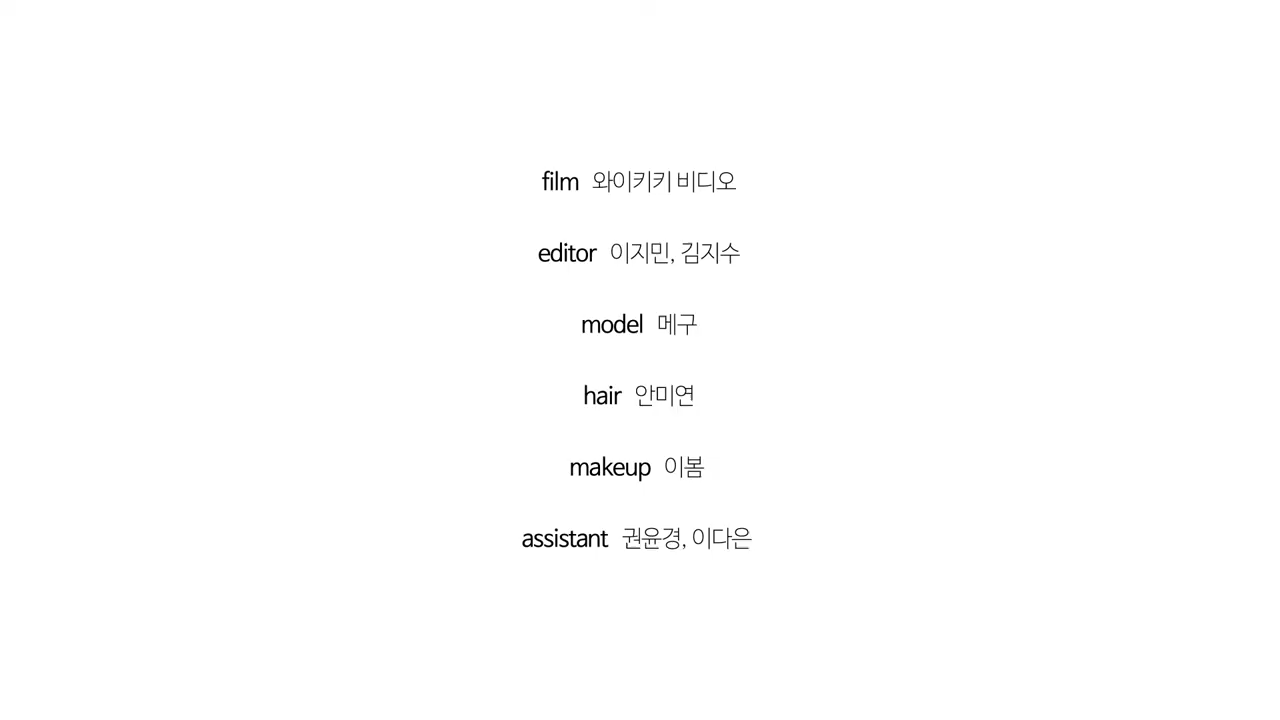 film 와이키키 비디오
editor 이지민, 김지수
model 메구
hair 안미연
makeup 이봄
assistant 권윤경, 이다은